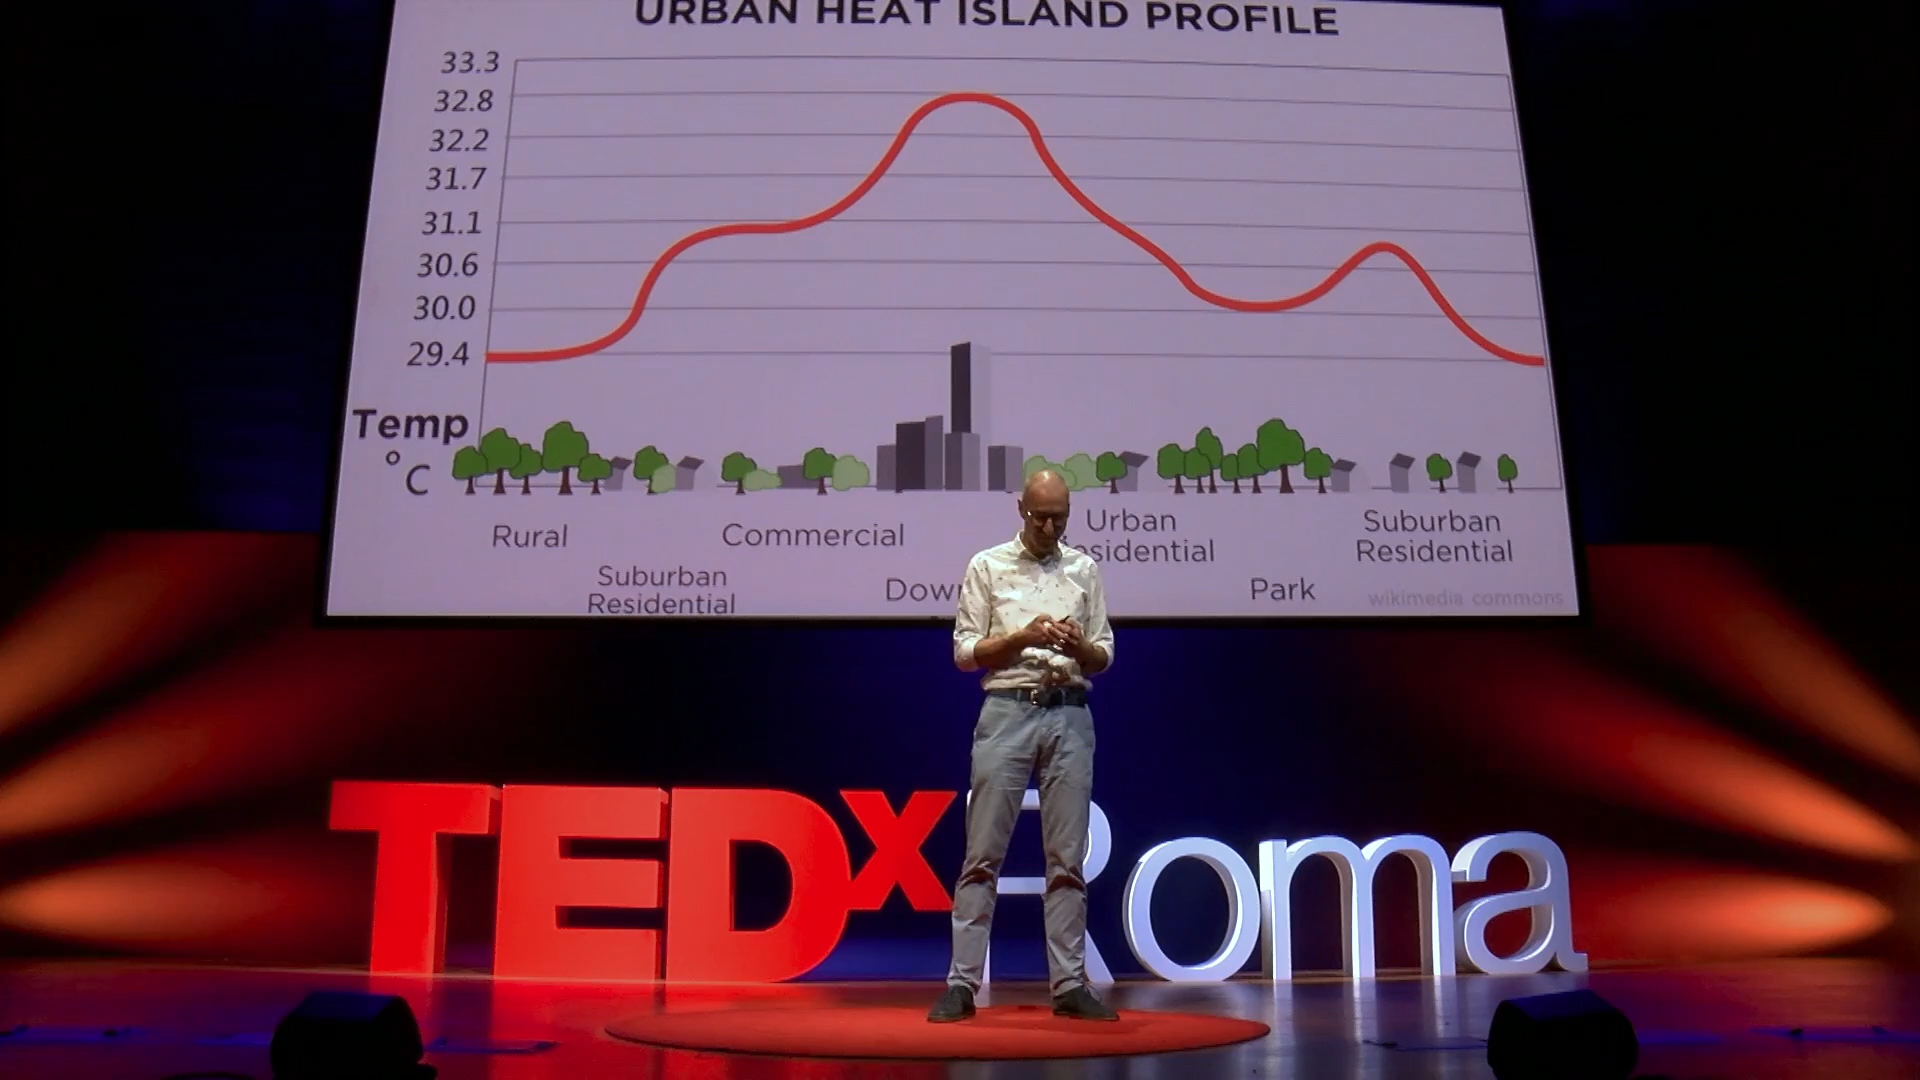 URBAN HEAT ISLAND PROFILE
33.3
32.8
32.2
31.7
31.1
30.6
30.0
29.4
Temp
°C
Rural
Suburban
Residential
Commercial
Urban
Suburban
Residential
Park
wikimedia commons
TEDx Roma